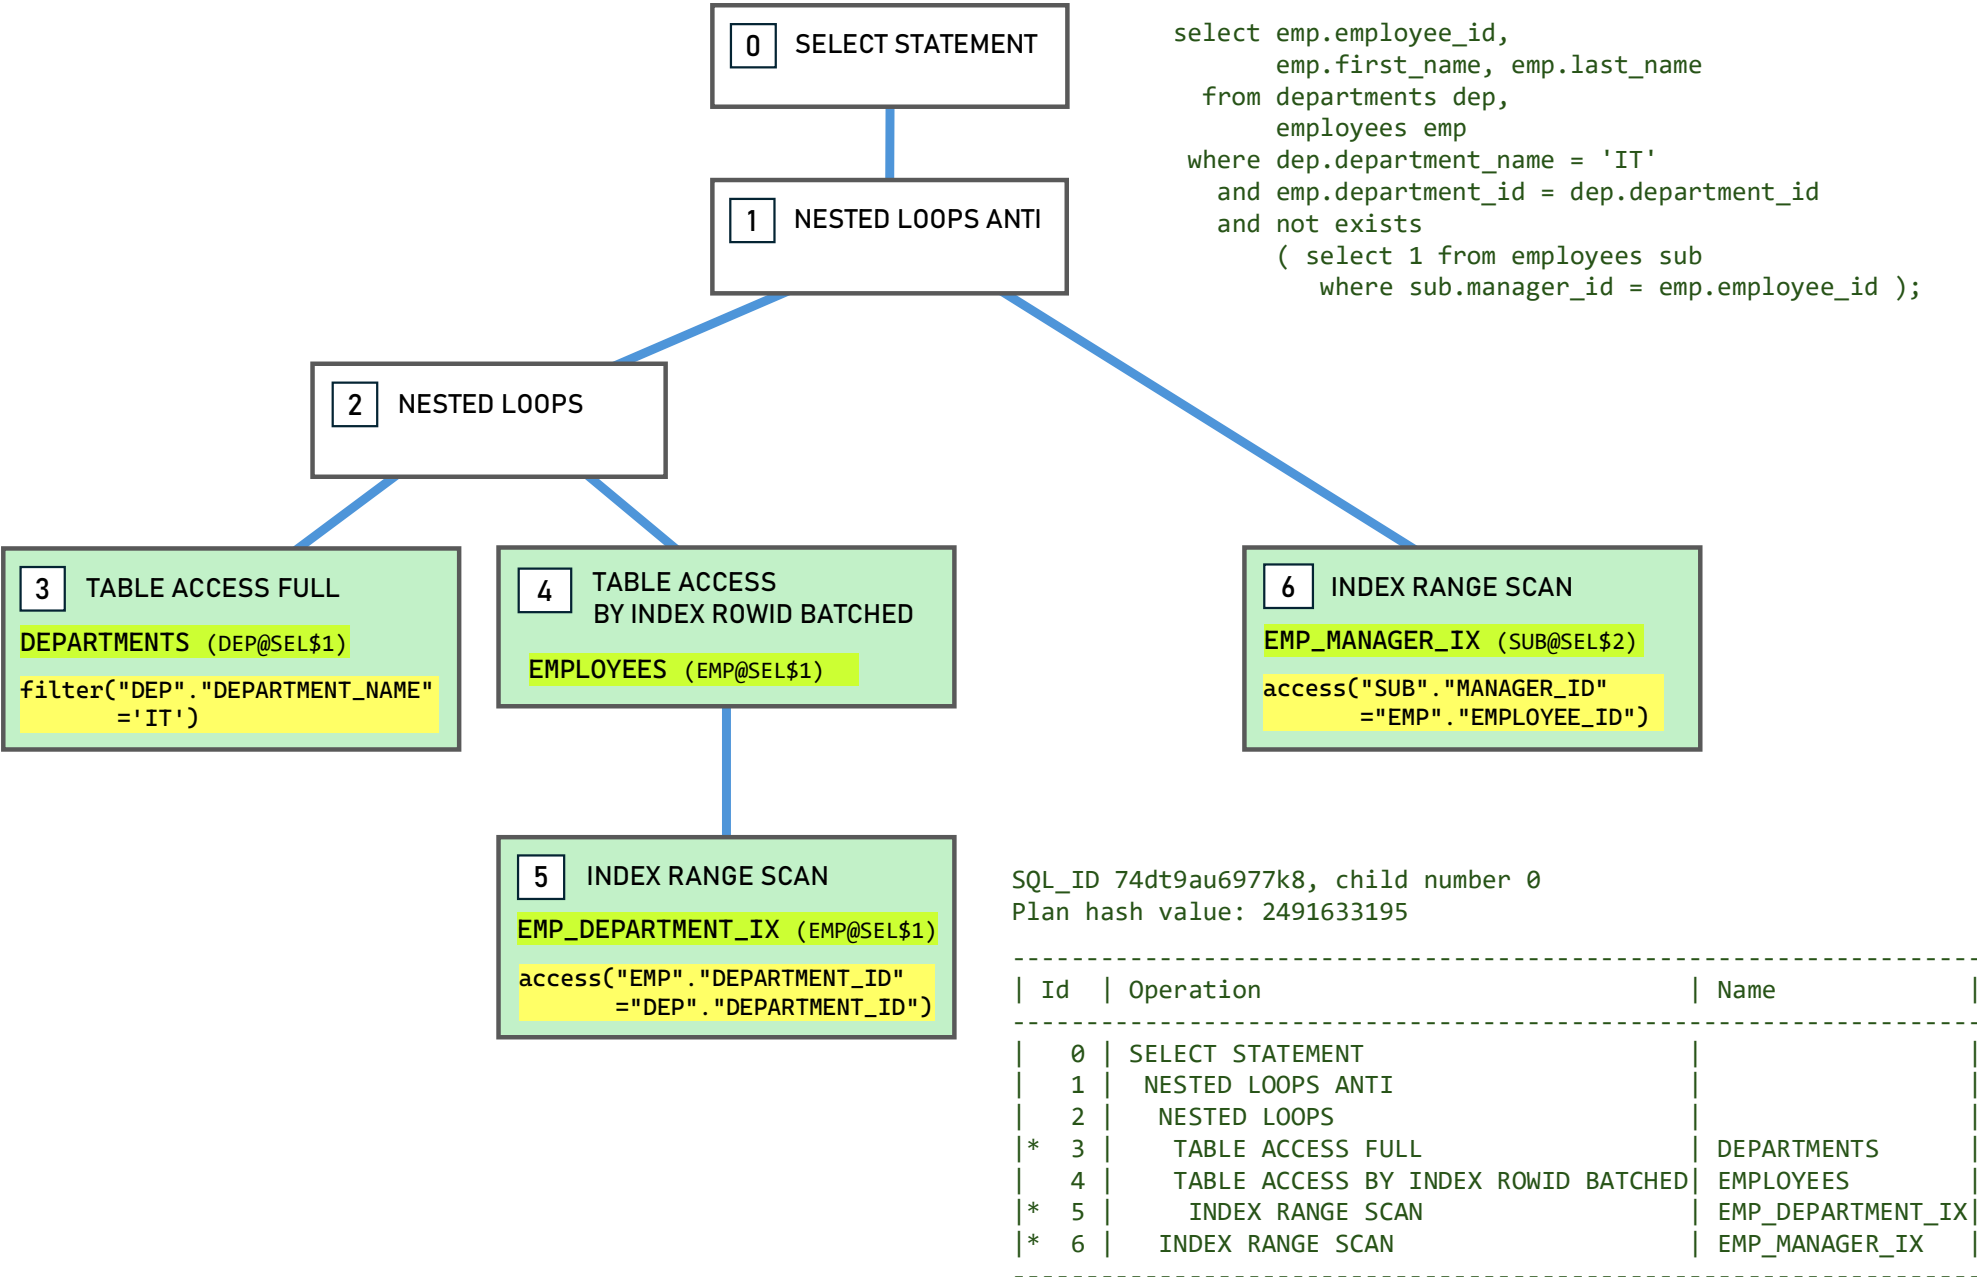 0 SELECT STATEMENT
select emp.employee_id,
emp.first_name, emp.last_name
from departments dep,
employees emp
where dep.department_name = 'IT'
and emp.department_id = dep.department_id
and not exists
( select 1 from employees sub
where sub.manager_id = emp.employee_id );
1 NESTED LOOPS ANTI
2 NESTED LOOPS
3 TABLE ACCESS FULL
DEPARTMENTS (DEP@SEL$1)
filter("DEP"."DEPARTMENT_NAME"
='IT')
4 TABLE ACCESS
BY INDEX ROWID BATCHED
EMPLOYEES (EMP@SEL$1)
6 INDEX RANGE SCAN
EMP_MANAGER_IX (SUB@SEL$2)
access("SUB"."MANAGER_ID"
="EMP"."EMPLOYEE_ID")
5 INDEX RANGE SCAN
EMP_DEPARTMENT_IX (EMP@SEL$1)
access("EMP"."DEPARTMENT_ID"
="DEP"."DEPARTMENT_ID")
SQL_ID 74dt9au6977k8, child number 0
Plan hash value: 2491633195
-------------------------------------------------------------------
| Id  | Operation                             | Name              |
-------------------------------------------------------------------
|   0 | SELECT STATEMENT                      |                   |
|   1 |  NESTED LOOPS ANTI                    |                   |
|   2 |   NESTED LOOPS                        |                   |
|*  3 |    TABLE ACCESS FULL                  | DEPARTMENTS       |
|   4 |    TABLE ACCESS BY INDEX ROWID BATCHED| EMPLOYEES         |
|*  5 |     INDEX RANGE SCAN                  | EMP_DEPARTMENT_IX|
|*  6 |   INDEX RANGE SCAN                    | EMP_MANAGER_IX    |
-------------------------------------------------------------------